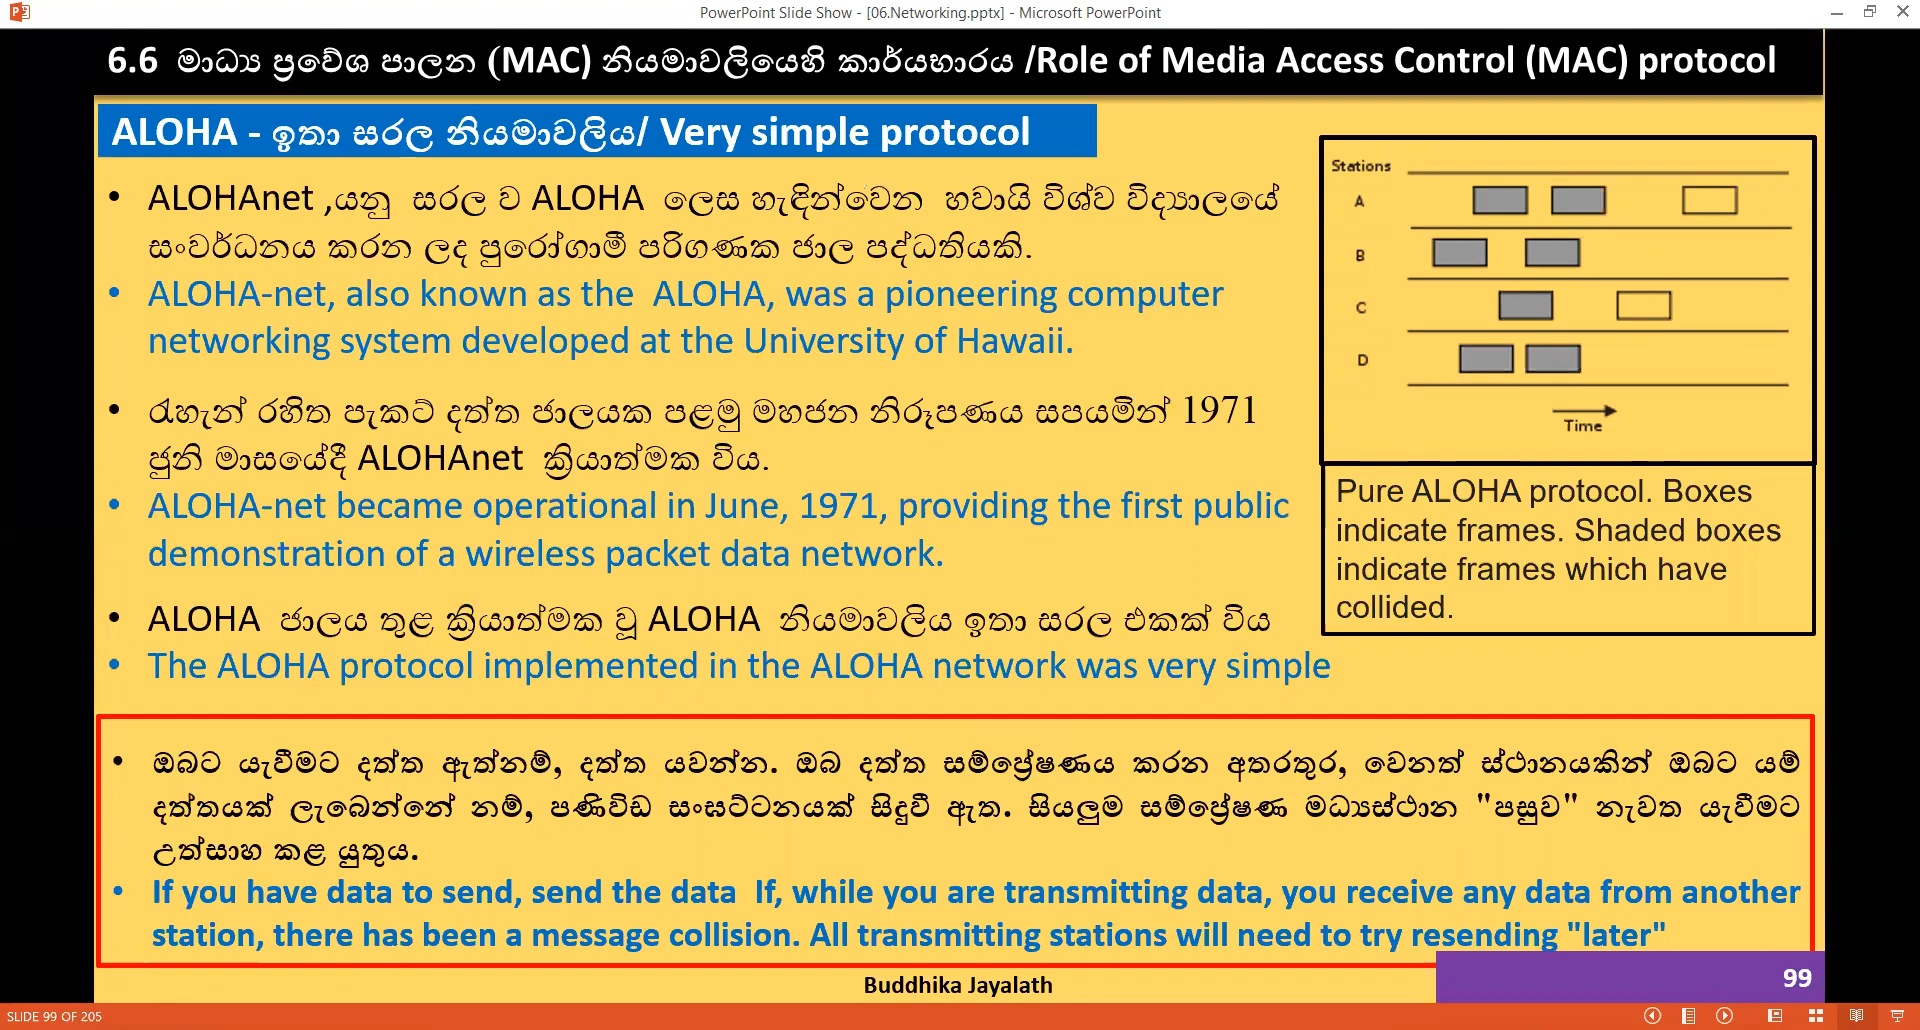 PowerPoint Slide Show - [06.Networking.pptx] - Microsoft PowerPoint
6.6 මාධ්‍ය ප්‍රවේශ පාලන (MAC) නියමාවලියෙහි කාර්යභාරය /Role of Media Access Control (MAC) protocol
ALOHA - ඉතා සරල නියමාවලිය/ Very simple protocol
• ALOHAnet ,යනු සරල ව ALOHA ලෙස හැඳින්වෙන හවායි විශ්ව විද්‍යාලයේ
සංවර්ධනය කරන ලද පුරෝගාමී පරිගණක ජාල පද්ධතියකි.
• ALOHA-net, also known as the ALOHA, was a pioneering computer
networking system developed at the University of Hawaii.
• රැහැන් රහිත පැකට් දත්ත ජාලයක පළමු මහජන නිරූපණය සපයමින් 1971
ජුනි මාසයේදී ALOHAnet ක්‍රියාත්මක විය.
• ALOHA-net became operational in June, 1971, providing the first public
demonstration of a wireless packet data network.
• ALOHA ජාලය තුළ ක්‍රියාත්මක වූ ALOHA නියමාවලිය ඉතා සරල එකක් විය
• The ALOHA protocol implemented in the ALOHA network was very simple
Stations
A
B
C
D
Time
Pure ALOHA protocol. Boxes
indicate frames. Shaded boxes
indicate frames which have
collided.
• ඔබට යැවීමට දත්ත ඇත්නම්, දත්ත යවන්න. ඔබ දත්ත සම්ප්‍රේෂණය කරන අතරතුර, වෙනත් ස්ථානයකින් ඔබට යම්
දත්තයක් ලැබෙන්නේ නම්, පණිවිඩ සංඝට්ටනයක් සිදුවී ඇත. සියලුම සම්ප්‍රේෂණ මධ්‍යස්ථාන "පසුව" නැවත යැවීමට
උත්සාහ කළ යුතුය.
• If you have data to send, send the data If, while you are transmitting data, you receive any data from another
station, there has been a message collision. All transmitting stations will need to try resending "later"
Buddhika Jayalath
99
SLIDE 99 OF 205